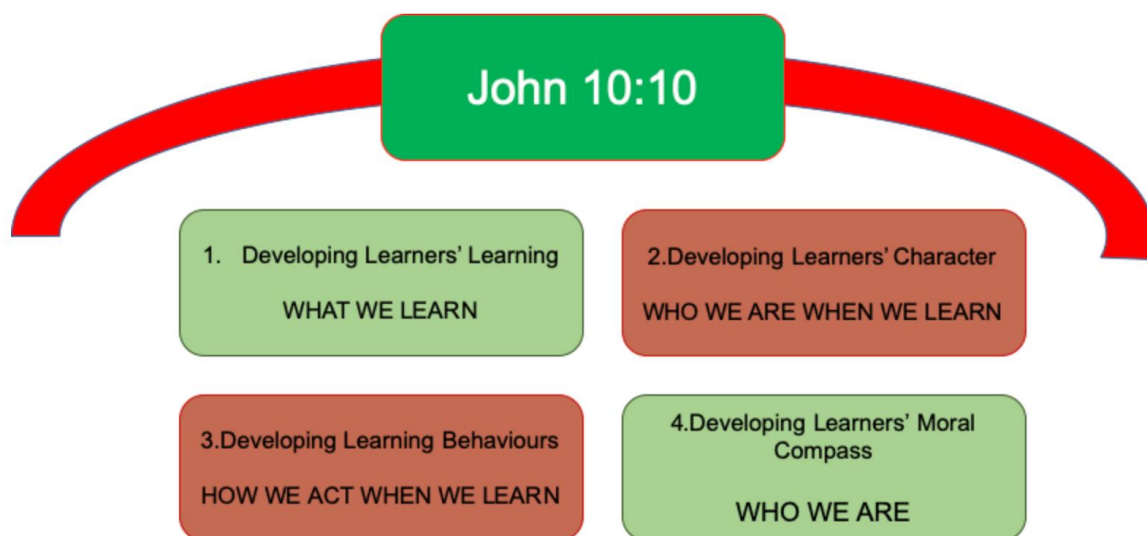 John 10:10
1. Developing Learners' Learning
WHAT WE LEARN
2.Developing Learners' Character
WHO WE ARE WHEN WE LEARN
3.Developing Learning Behaviours
HOW WE ACT WHEN WE LEARN
4.Developing Learners' Moral
Compass
WHO WE ARE